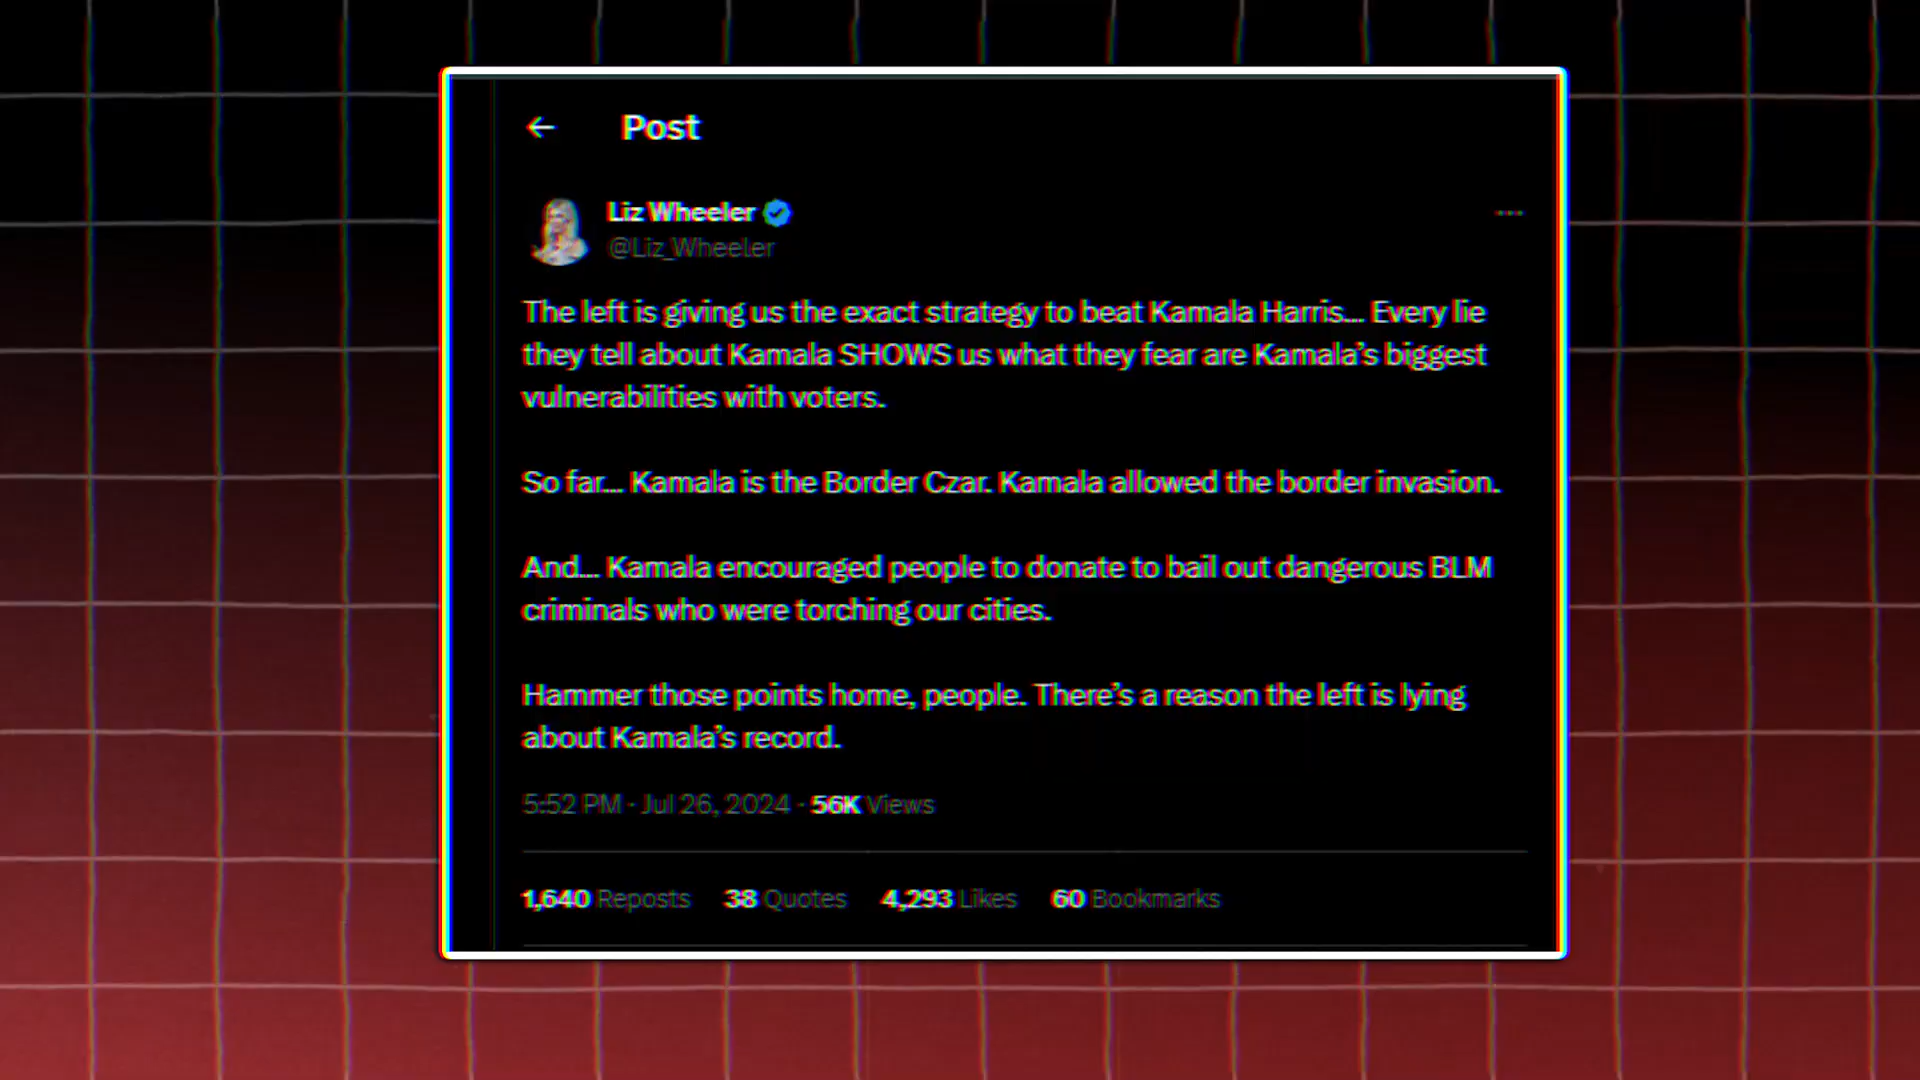 Post
Liz Wheeler
@Liz_Wheeler
The left is giving us the exact strategy to beat Kamala Harris... Every lie
they tell about Kamala SHOWS us what they fear are Kamala’s biggest
vulnerabilities with voters.
So far... Kamala is the Border Czar. Kamala allowed the border invasion.
And... Kamala encouraged people to donate to bail out dangerous BLM
criminals who were torching our cities.
Hammer those points home, people. There’s a reason the left is lying
about Kamala’s record.
5:52 PM · Jul 26, 2024 · 56K Views
1,640 Reposts 38 Quotes 4,293 Likes 60 Bookmarks